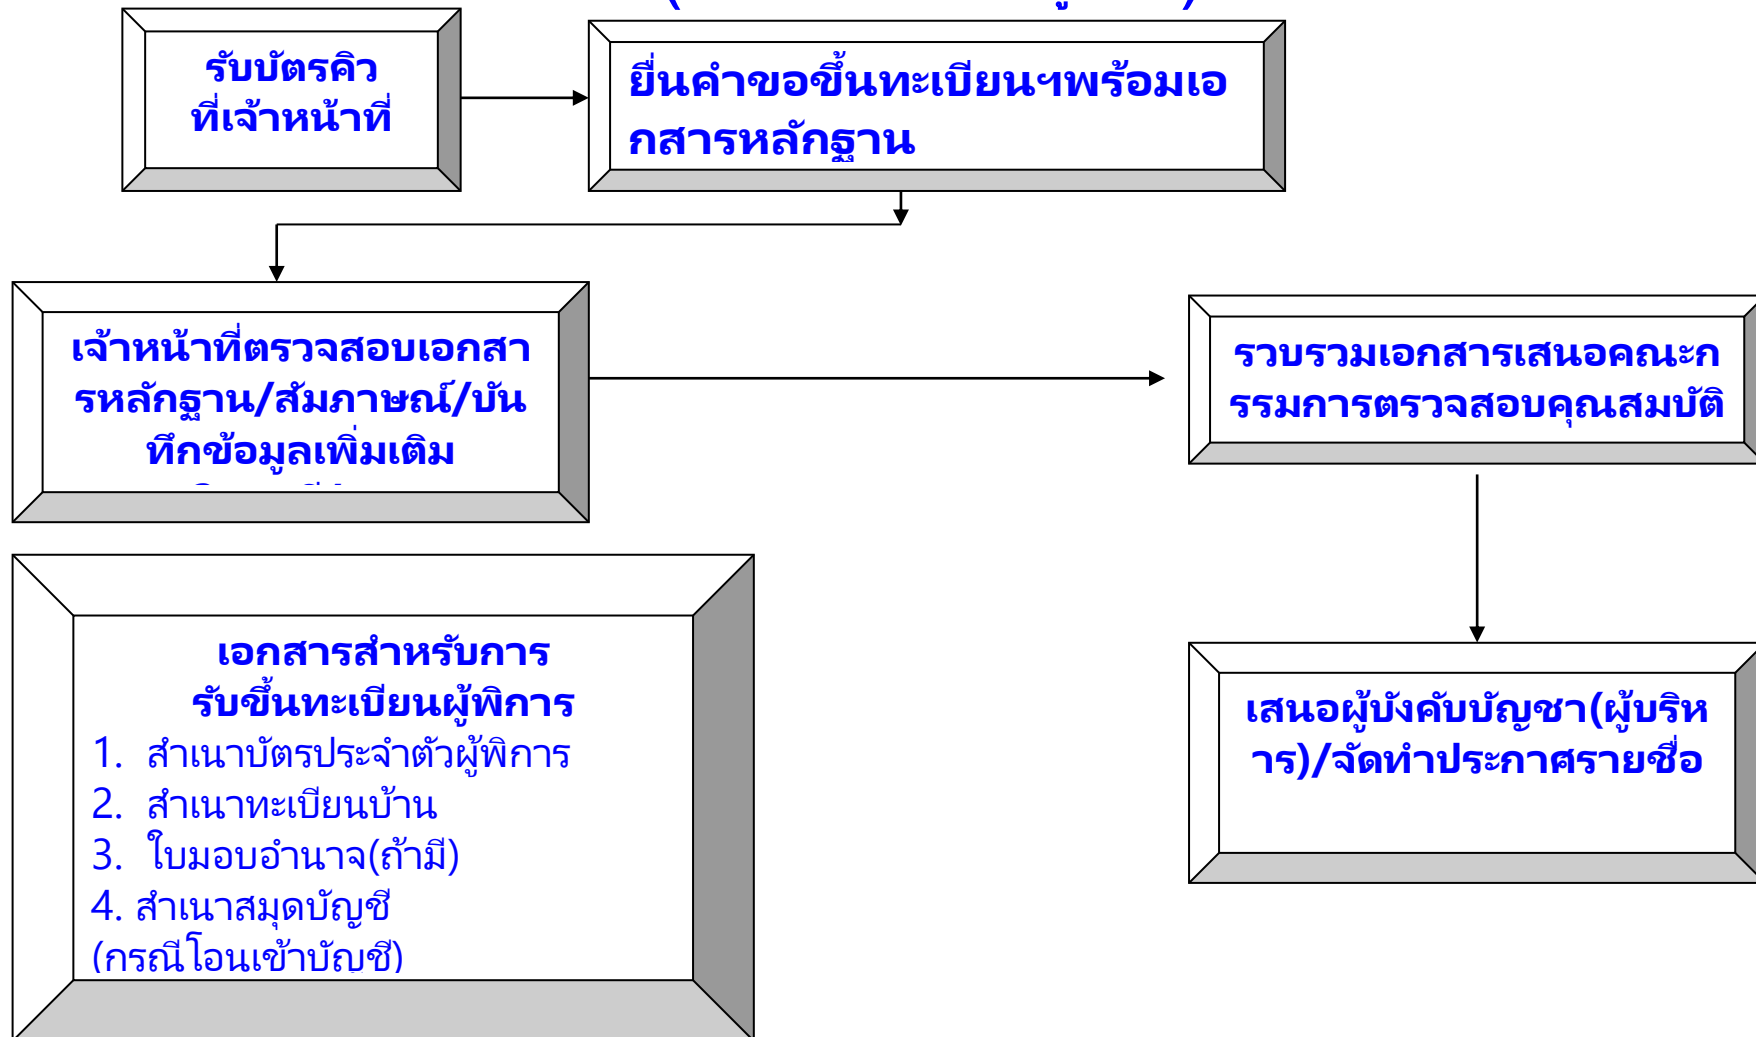 รับบัตรคิว
ที่เจ้าหน้าที่
ยื่นคำขอขึ้นทะเบียนฯพร้อมเอ
กสารหลักฐาน
เจ้าหน้าที่ตรวจสอบเอกสา
รหลักฐาน/สัมภาษณ์/บัน
ทึกข้อมูลเพิ่มเติม
รวบรวมเอกสารเสนอคณะก
รรมการตรวจสอบคุณสมบัติ
เอกสารสำหรับการ
รับขึ้นทะเบียนผู้พิการ
1. สำเนาบัตรประจำตัวผู้พิการ
2. สำเนาทะเบียนบ้าน
3. ใบมอบอำนาจ(ถ้ามี)
4. สำเนาสมุดบัญชี
(กรณีโอนเข้าบัญชี)
เสนอผู้บังคับบัญชา(ผู้บริห
าร)/จัดทำประกาศรายชื่อ